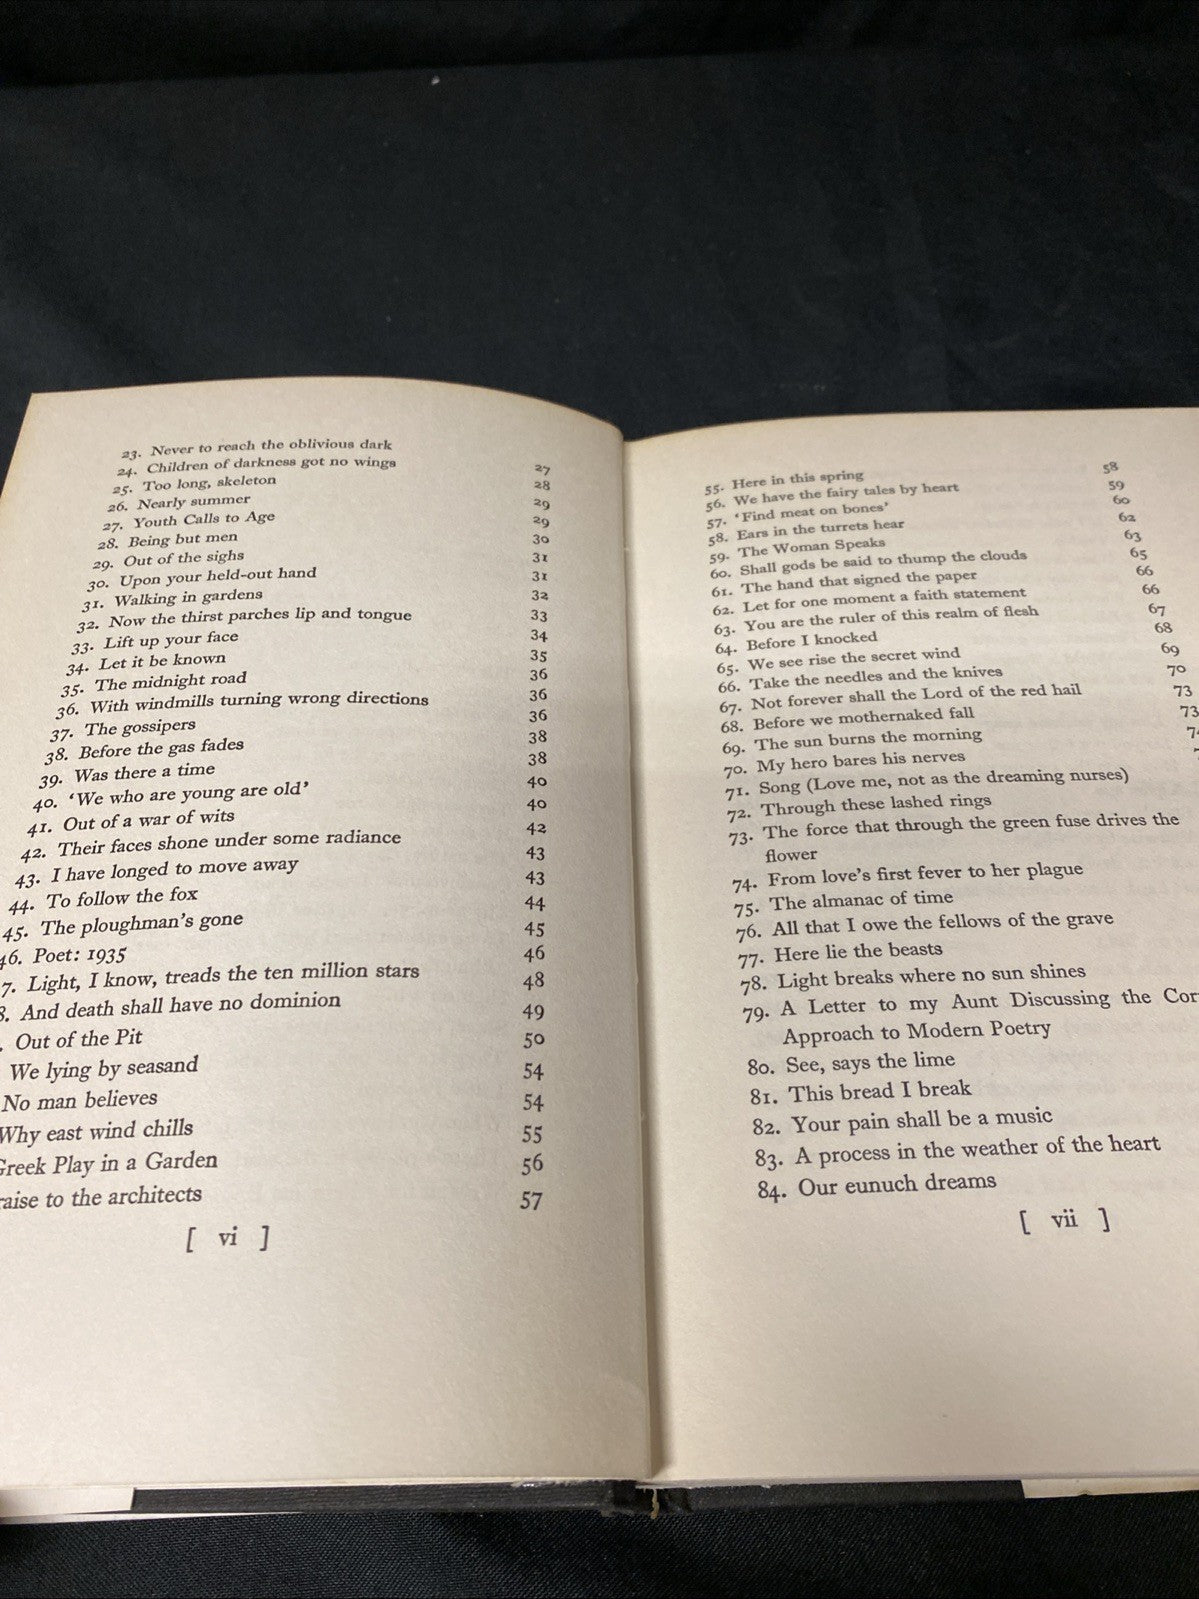 23. Never to reach the oblivious dark 27
24. Children of darkness got no wings 28
25. Too long, skeleton 29
26. Nearly summer 29
27. Youth Calls to Age 30
28. Being but men 31
29. Out of the sighs 31
30. Upon your held-out hand 32
31. Walking in gardens 33
32. Now the thirst parches lip and tongue 34
33. Lift up your face 35
34. Let it be known 36
35. The midnight road 36
36. With windmills turning wrong directions 36
37. The gossipers 38
38. Before the gas fades 38
39. Was there a time 40
40. 'We who are young are old' 40
41. Out of a war of wits 42
42. Their faces shone under some radiance 43
43. I have longed to move away 43
44. To follow the fox 44
45. The ploughman's gone 45
46. Poet: 1935 46
7. Light, I know, treads the ten million stars 48
8. And death shall have no dominion 49
. Out of the Pit 50
We lying by seasand 54
No man believes 54
Why east wind chills 55
Greek Play in a Garden 56
raise to the architects 57
[ vi ]
55. Here in this spring 58
56. We have the fairy tales by heart 59
57. 'Find meat on bones' 60
58. Ears in the turrets hear 62
59. The Woman Speaks 63
60. Shall gods be said to thump the clouds 65
61. The hand that signed the paper 66
62. Let for one moment a faith statement 66
63. You are the ruler of this realm of flesh 67
64. Before I knocked 68
65. We see rise the secret wind 69
66. Take the needles and the knives 70
67. Not forever shall the Lord of the red hail 73
68. Before we mothernaked fall 73
69. The sun burns the morning
70. My hero bares his nerves
71. Song (Love me, not as the dreaming nurses)
72. Through these lashed rings
73. The force that through the green fuse drives the
flower
74. From love's first fever to her plague
75. The almanac of time
76. All that I owe the fellows of the grave
77. Here lie the beasts
78. Light breaks where no sun shines
79. A Letter to my Aunt Discussing the Cor
Approach to Modern Poetry
80. See, says the lime
81. This bread I break
82. Your pain shall be a music
83. A process in the weather of the heart
84. Our eunuch dreams
[ vii ]